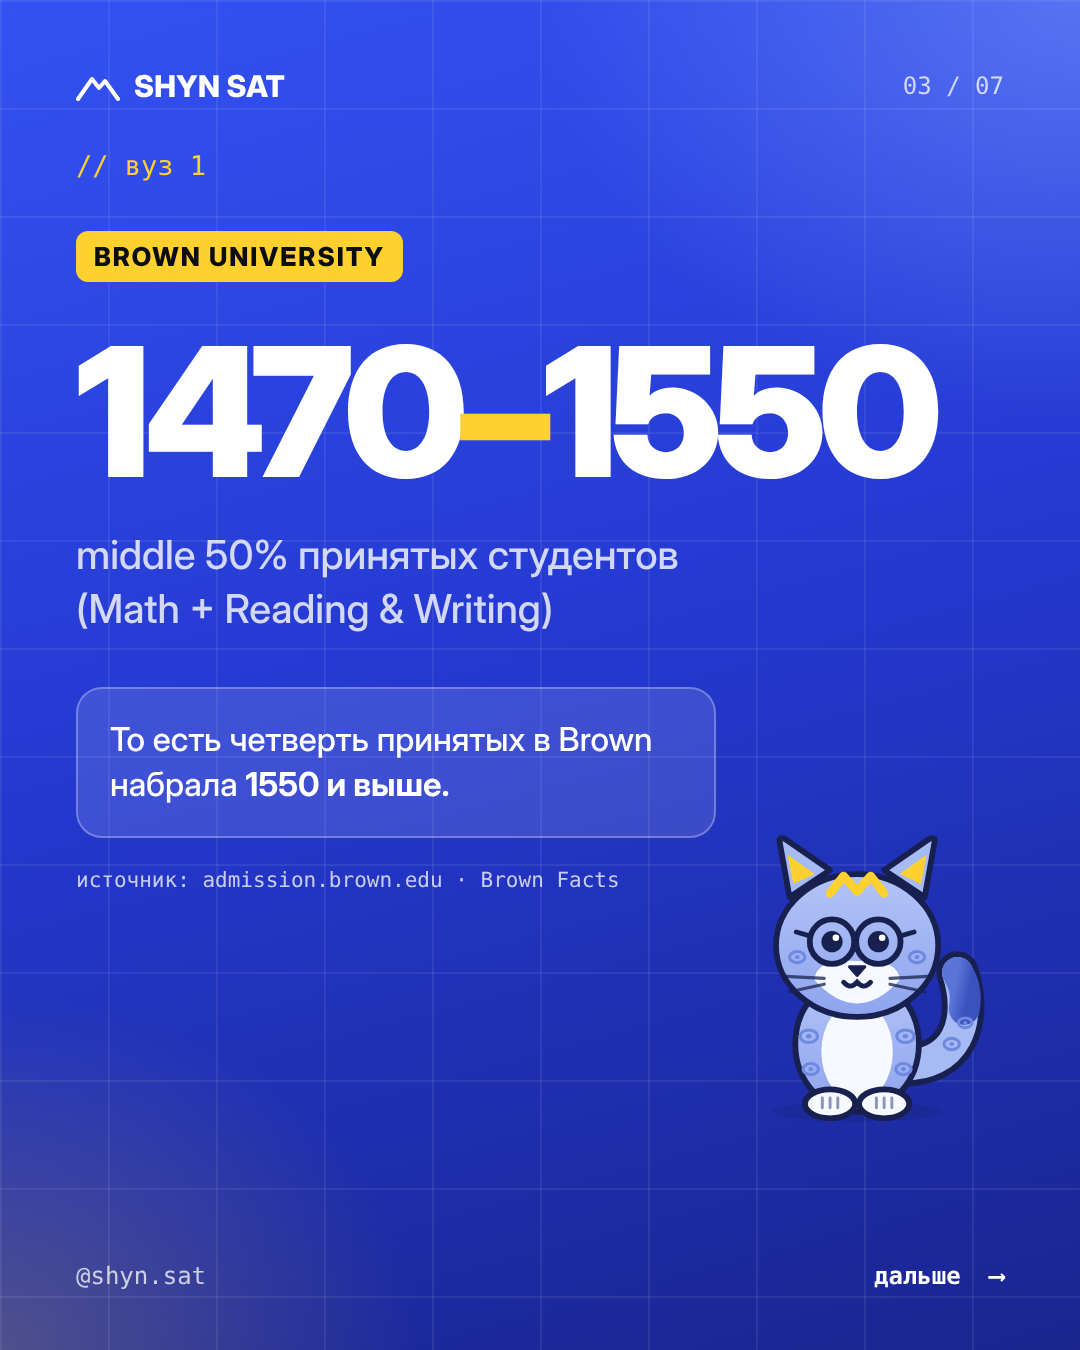 SHYN SAT
03 / 07
// вуз 1
BROWN UNIVERSITY
1470–1550
middle 50% принятых студентов
(Math + Reading & Writing)
То есть четверть принятых в Brown
набрала 1550 и выше.
источник: admission.brown.edu · Brown Facts
@shyn.sat
дальше →